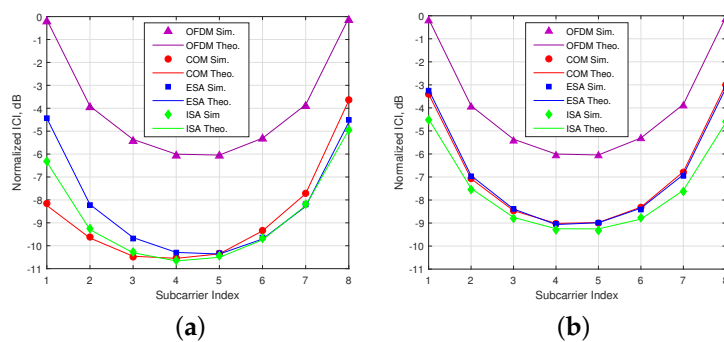 0
-1
-2
-3
-4
-5
-6
-7
-8
-9
-10
-11
Normalized ICI, dB
1 2 3 4 5 6 7 8
Subcarrier Index
OFDM Sim.
OFDM Theo.
COM Sim.
COM Theo.
ESA Sim.
ESA Theo.
ISA Sim
ISA Theo.
(a)
0
-1
-2
-3
-4
-5
-6
-7
-8
-9
-10
-11
Normalized ICI, dB
1 2 3 4 5 6 7 8
Subcarrier Index
OFDM Sim.
OFDM Theo.
COM Sim.
COM Theo.
ESA Sim.
ESA Theo.
ISA Sim
ISA Theo.
(b)